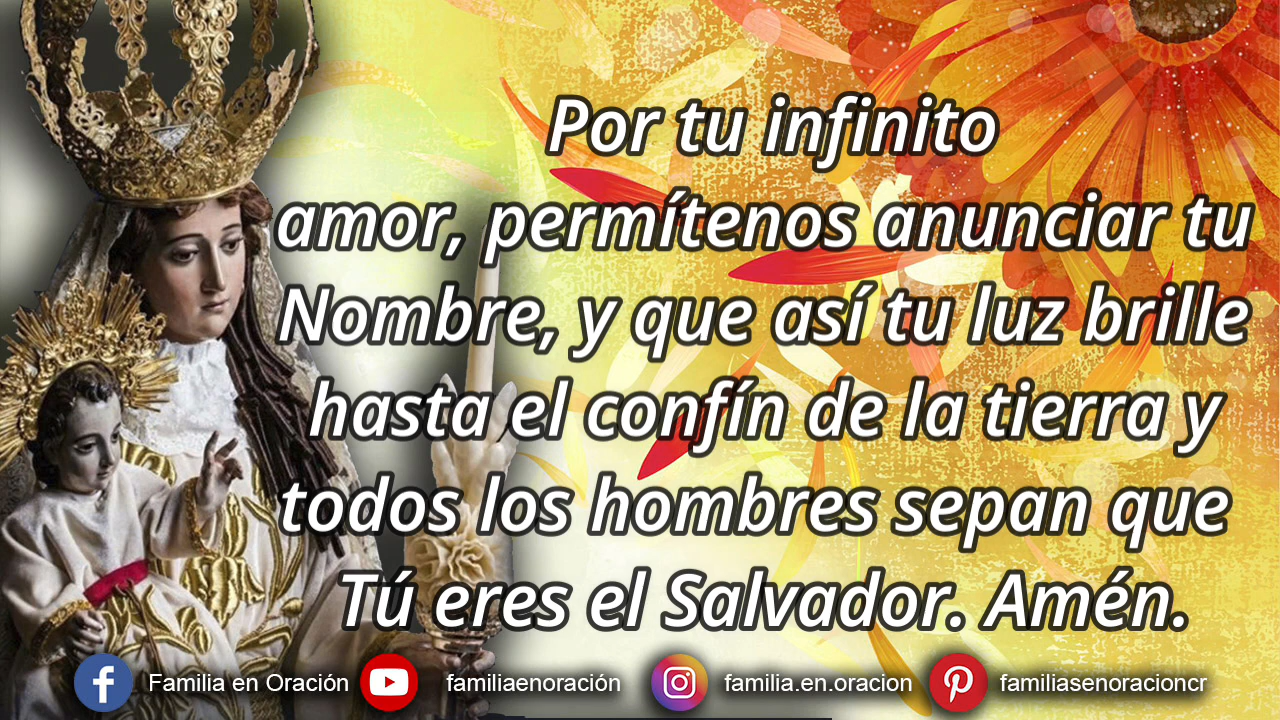 Por tu infinito
amor, permítenos anunciar tu
Nombre, y que así tu luz brille
hasta el confín de la tierra y
todos los hombres sepan que
Tú eres el Salvador. Amén.
Familia en Oración familiaenoración familia.en.oracion familiasenoracioncr